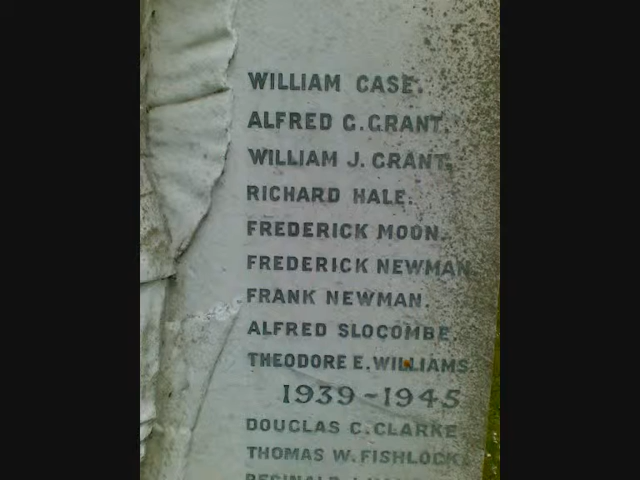 WILLIAM CASE.
ALFRED G. GRANT.
WILLIAM J. GRANT.
RICHARD HALE.
FREDERICK MOON.
FREDERICK NEWMAN
FRANK NEWMAN.
ALFRED SLOCOMBE.
THEODORE E. WILLIAMS.
1939-1945
DOUGLAS C. CLARKE
THOMAS W. FISHLOCK
REGINALD J.